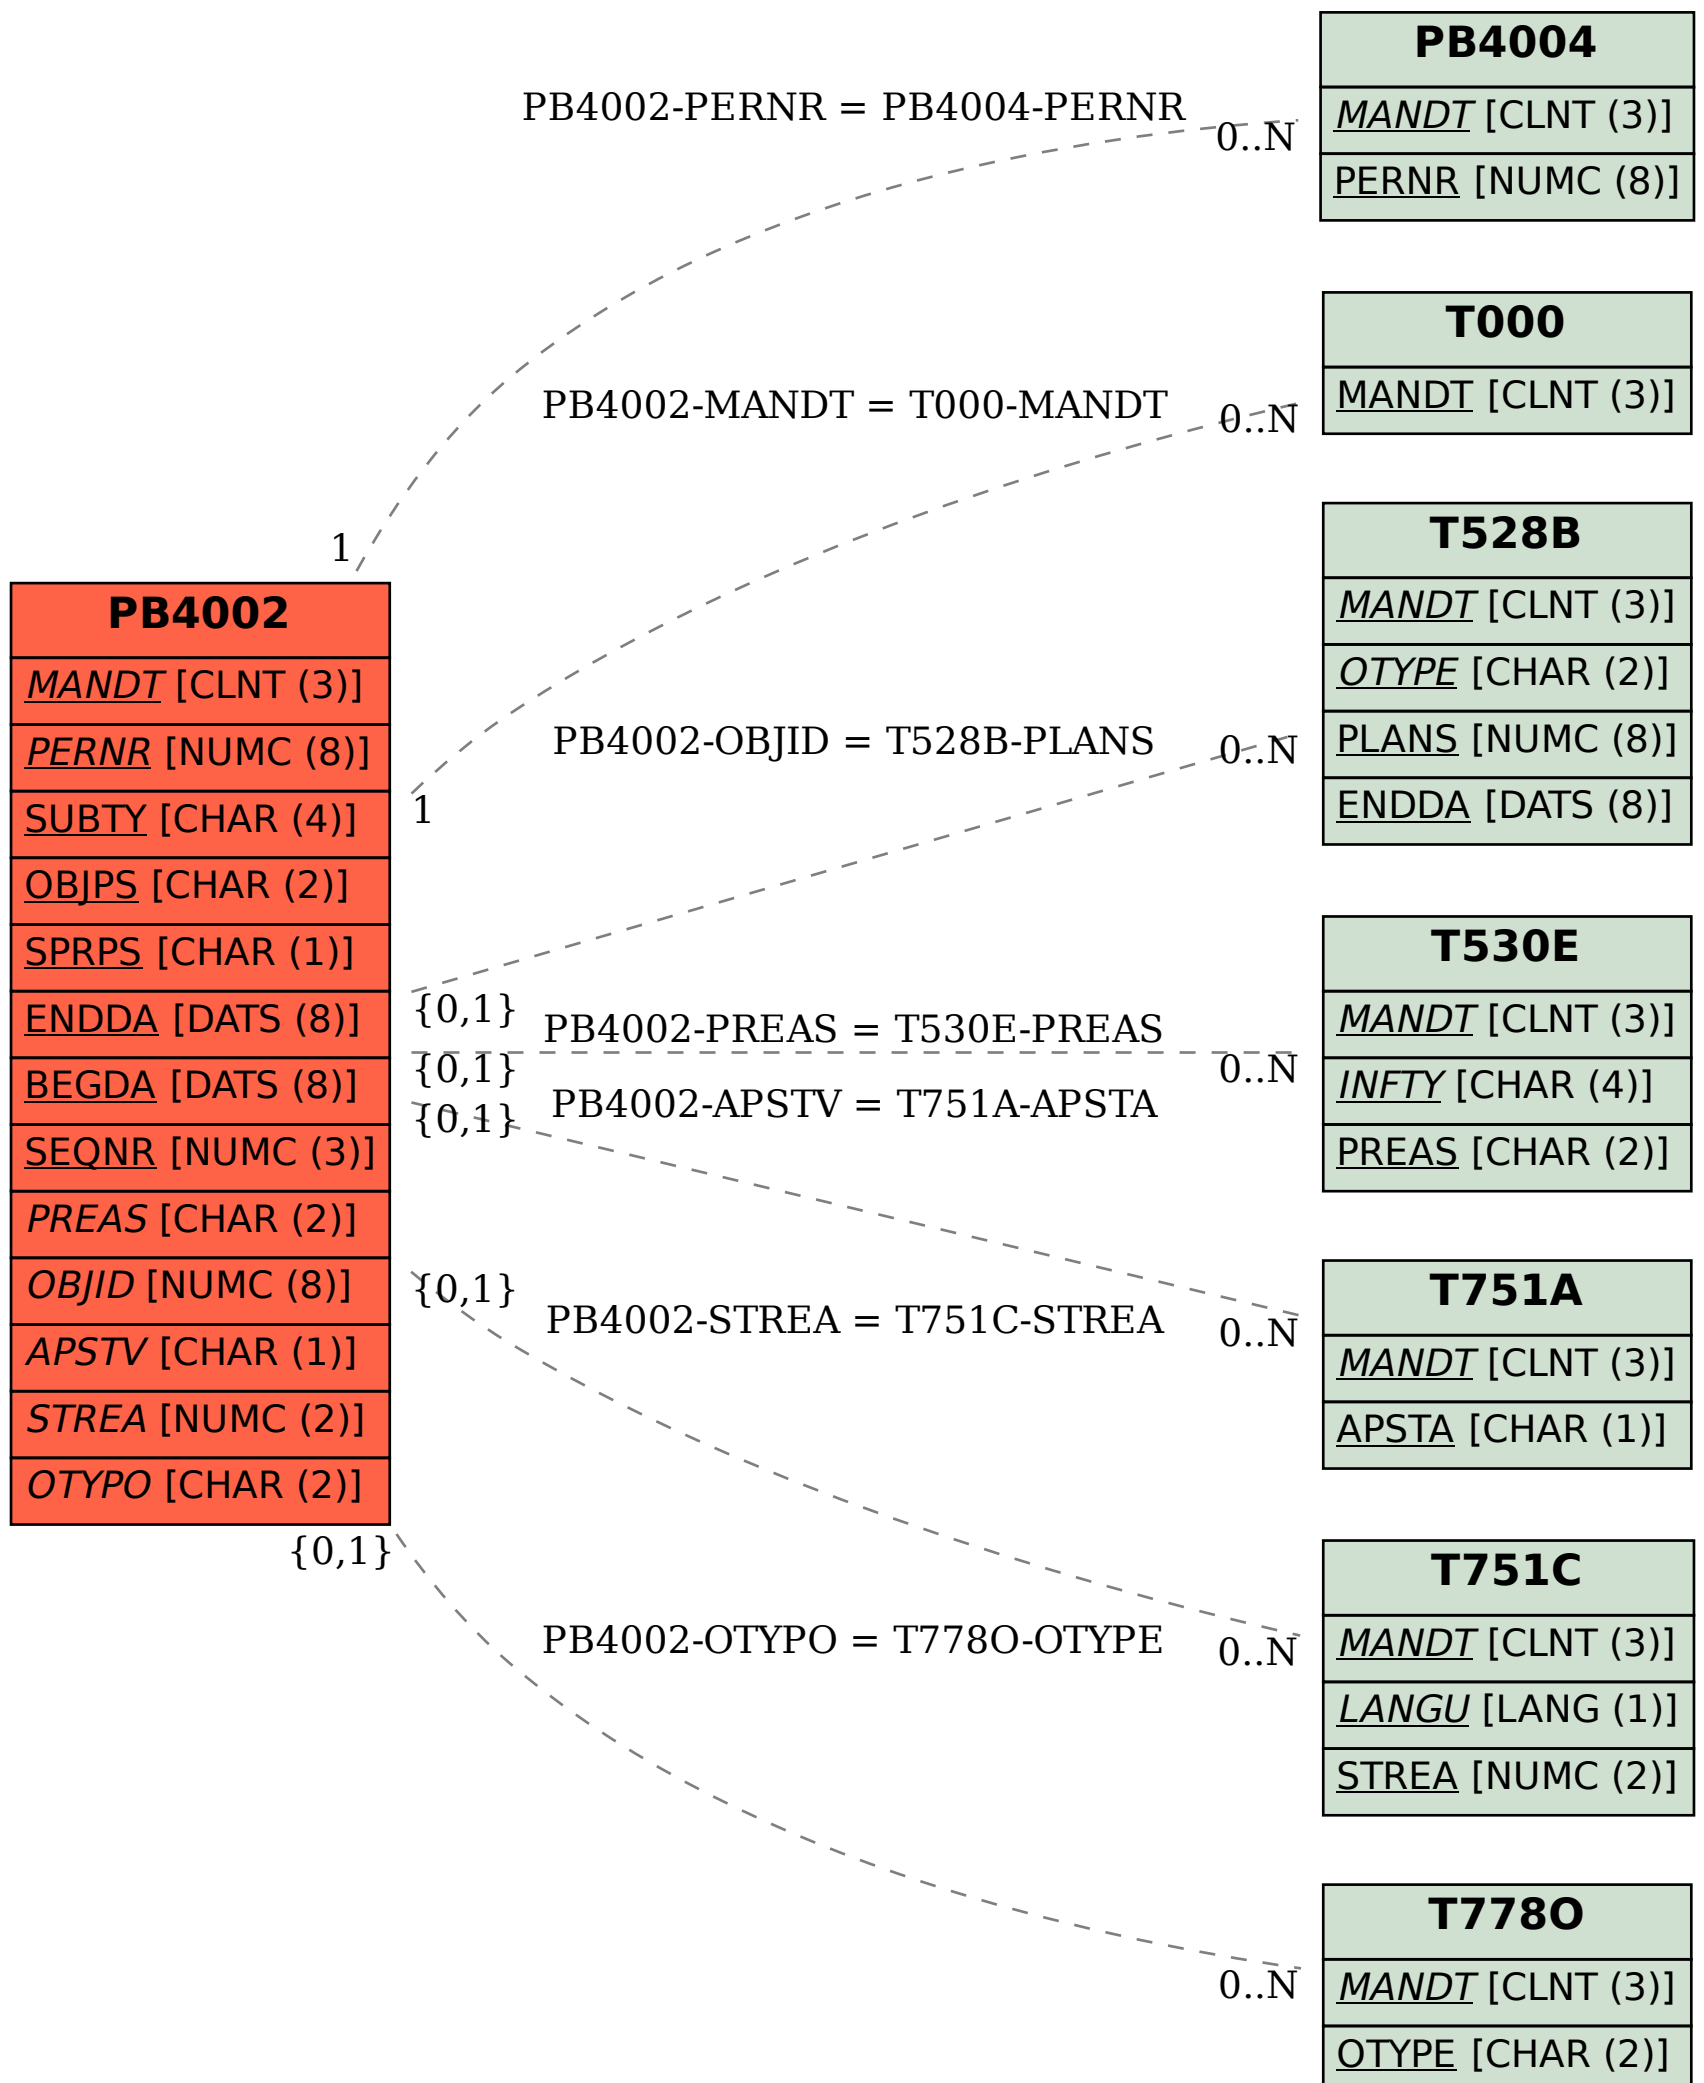 PB4004
MANDT [CLNT (3)]
PERNR [NUMC (8)]
PB4002-PERNR = PB4004-PERNR
0..N
1
T000
MANDT [CLNT (3)]
PB4002-MANDT = T000-MANDT
0..N
1
T528B
MANDT [CLNT (3)]
OTYPE [CHAR (2)]
PLANS [NUMC (8)]
ENDDA [DATS (8)]
PB4002-OBJID = T528B-PLANS
0..N
{0,1}
PB4002
MANDT [CLNT (3)]
PERNR [NUMC (8)]
SUBTY [CHAR (4)]
OBJPS [CHAR (2)]
SPRPS [CHAR (1)]
ENDDA [DATS (8)]
BEGDA [DATS (8)]
SEQNR [NUMC (3)]
PREAS [CHAR (2)]
OBJID [NUMC (8)]
APSTV [CHAR (1)]
STREA [NUMC (2)]
OTYPO [CHAR (2)]
T530E
MANDT [CLNT (3)]
INFTY [CHAR (4)]
PREAS [CHAR (2)]
PB4002-PREAS = T530E-PREAS
{0,1}
0..N
PB4002-APSTV = T751A-APSTA
{0,1}
0..N
T751A
MANDT [CLNT (3)]
APSTA [CHAR (1)]
{0,1}
PB4002-STREA = T751C-STREA
0..N
T751C
MANDT [CLNT (3)]
LANGU [LANG (1)]
STREA [NUMC (2)]
{0,1}
PB4002-OTYPO = T778O-OTYPE
0..N
T778O
MANDT [CLNT (3)]
OTYPE [CHAR (2)]